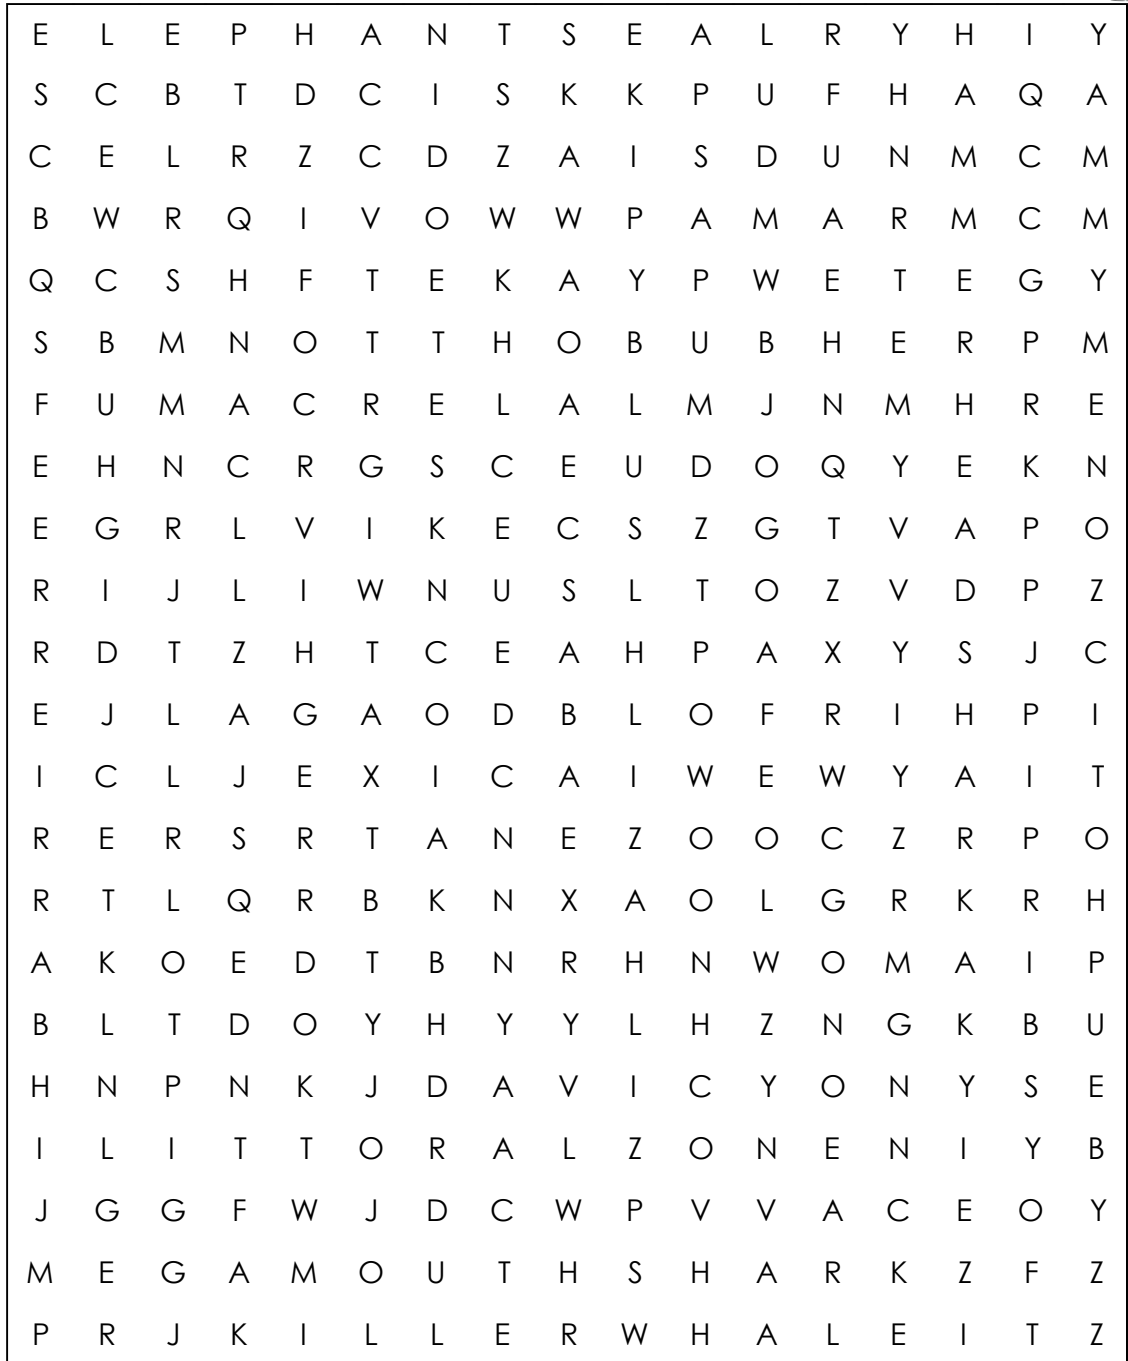 E L E P H A N T S E A L R Y H I Y
S C B T D C I S K K P U F H A Q A
C E L R Z C D Z A I S D U N M C M
B W R Q I V O W W P A M A R M C M
Q C S H F T E K A Y P W E T E G Y
S B M N O T T H O B U B H E R P M
F U M A C R E L A L M J N M H R E
E H N C R G S C E U D O Q Y E K N
E G R L V I K E C S Z G T V A P O
R I J L I W N U S L T O Z V D P Z
R D T Z H T C E A H P A X Y S J C
E J L A G A O D B L O F R I H P I
I C L J E X I C A I W E W Y A I T
R E R S R T A N E Z O O C Z R P O
R T L Q R B K N X A O L G R K R H
A K O E D T B N R H N W O M A I P
B L T D O Y H Y Y L H Z N G K B U
H N P N K J D A V I C Y O N Y S E
I L I T T O R A L Z O N E N I Y B
J G G F W J D C W P V V A C E O Y
M E G A M O U T H S H A R K Z F Z
P R J K I L L E R W H A L E I T Z